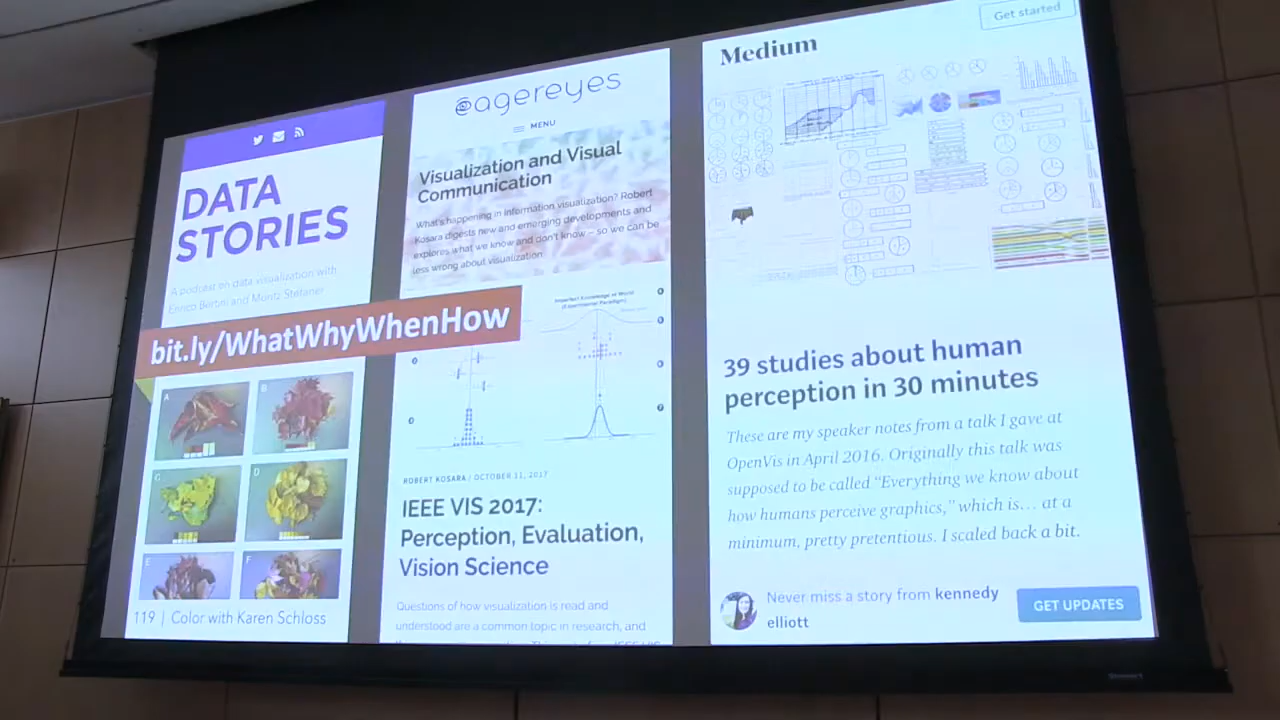 DATA
STORIES
A podcast on data visualization with
Enrico Bertini and Moritz Stefaner
bit.ly/WhatWhyWhenHow
A
B
C
D
E
F
119 | Color with Karen Schloss
eagereyes
MENU
Visualization and Visual
Communication
What's happening in information visualization? Robert
Kosara digests new and emerging developments and
explores what we know and don't know – so we can be
less wrong about visualization.
Imperfect Knowledge of World
ROBERT KOSARA / OCTOBER 11, 2017
IEEE VIS 2017:
Perception, Evaluation,
Vision Science
Questions of how visualization is read and
understood are a common topic in research, and
Get started
Medium
39 studies about human
perception in 30 minutes
These are my speaker notes from a talk I gave at
OpenVis in April 2016. Originally this talk was
supposed to be called “Everything we know about
how humans perceive graphics,” which is… at a
minimum, pretty pretentious. I scaled back a bit.
Never miss a story from kennedy
elliott
GET UPDATES